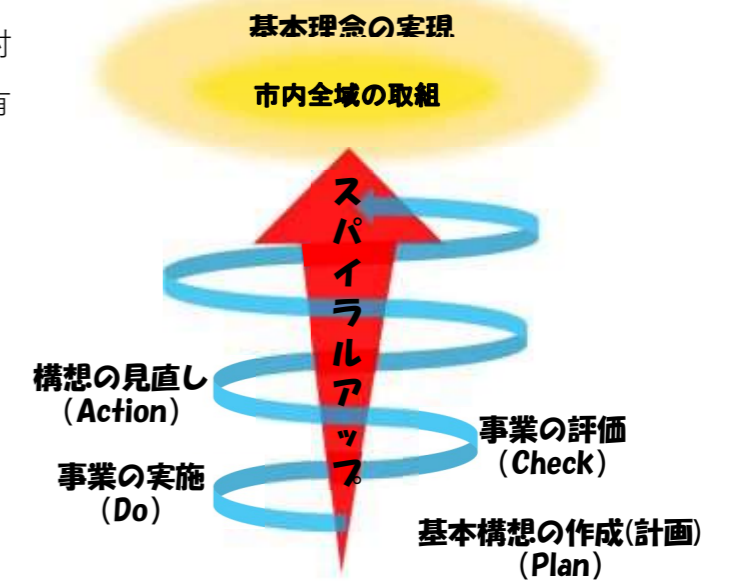 基本理念の実現
市内全域の取組
スパイラルアップ
構想の見直し
(Action)
事業の評価
(Check)
事業の実施
(Do)
基本構想の作成(計画)
(Plan)